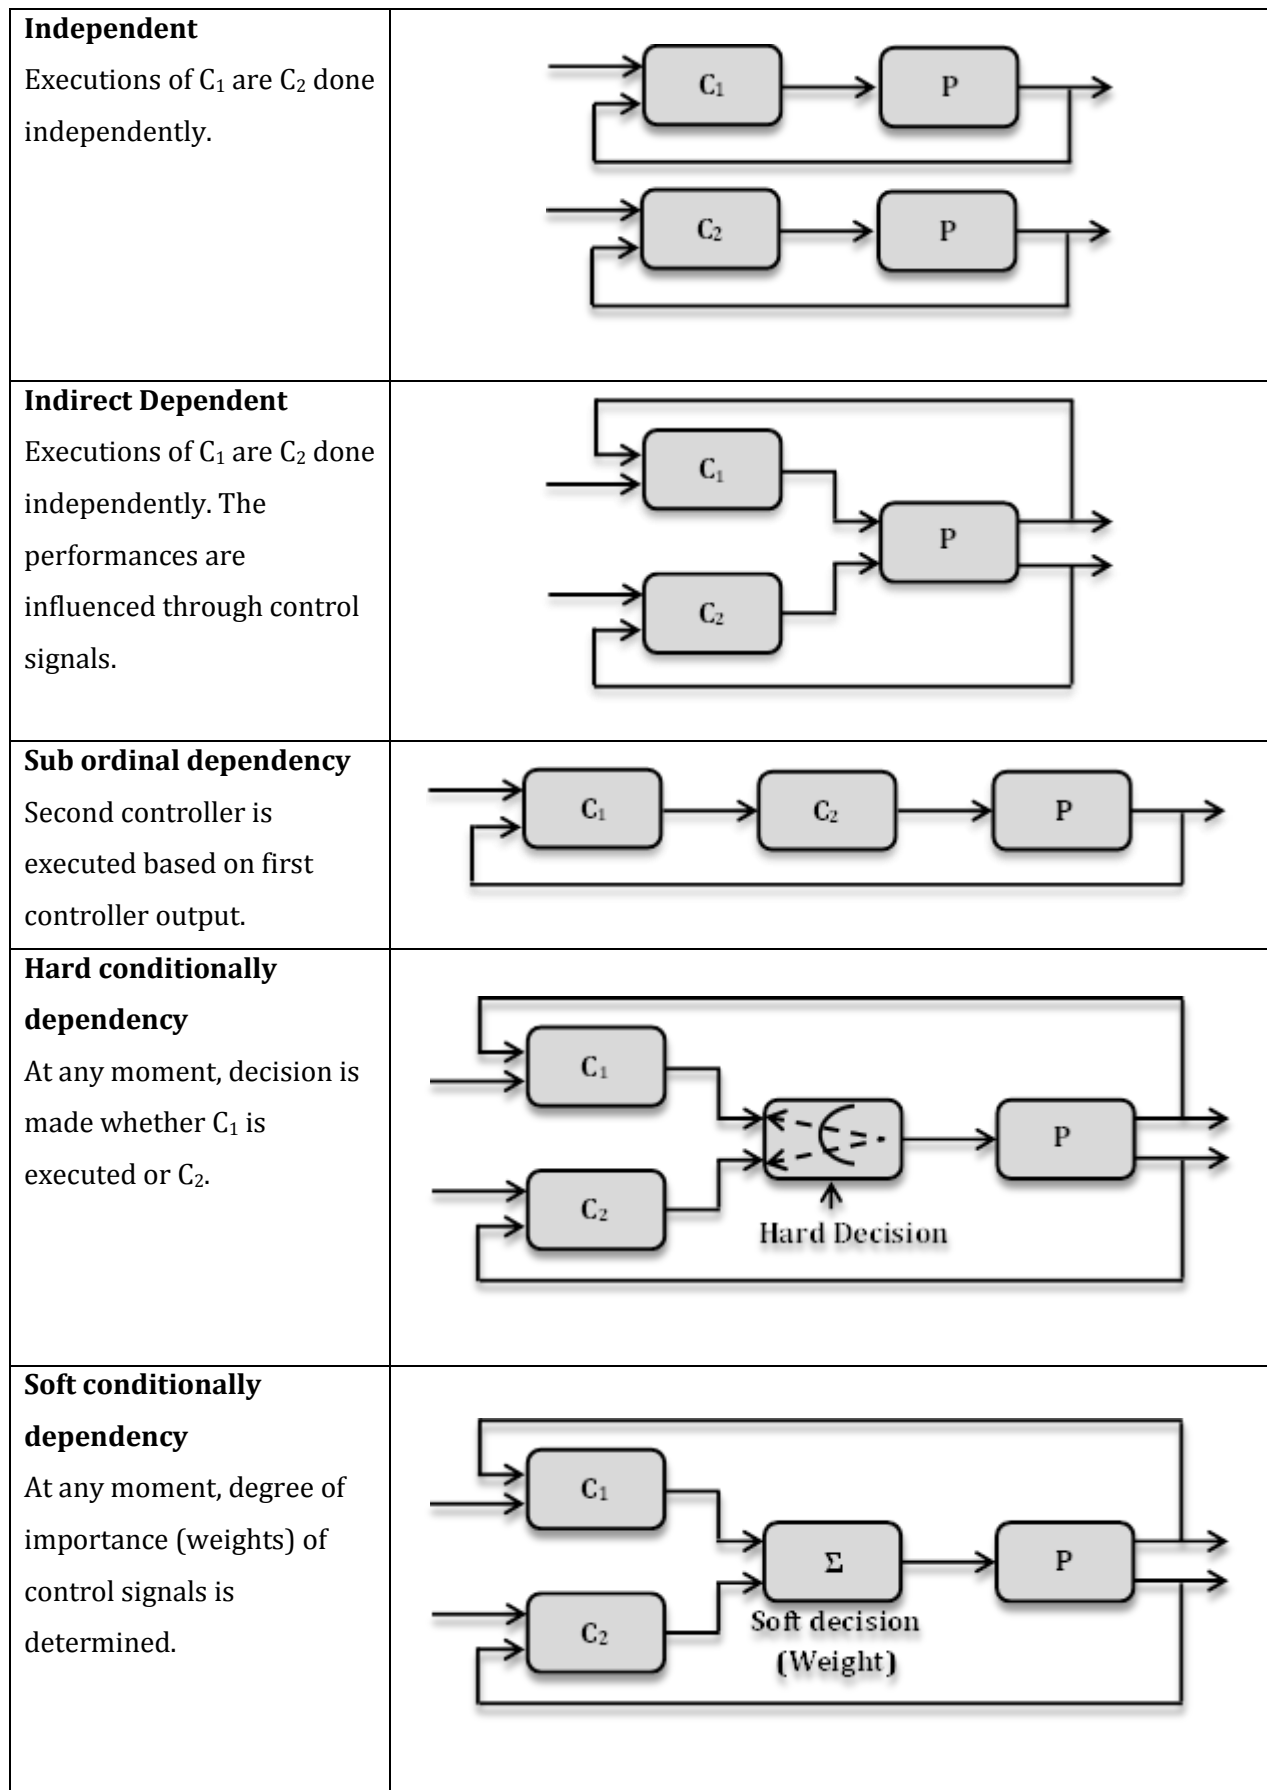 Independent
Executions of C₁ are C₂ done
independently.
C₁
P
C₂
P
Indirect Dependent
Executions of C₁ are C₂ done
independently. The
performances are
influenced through control
signals.
C₁
P
C₂
Sub ordinal dependency
Second controller is
executed based on first
controller output.
C₁
C₂
P
Hard conditionally
dependency
At any moment, decision is
made whether C₁ is
executed or C₂.
C₁
P
C₂
Hard Decision
Soft conditionally
dependency
At any moment, degree of
importance (weights) of
control signals is
determined.
C₁
Σ
P
C₂
Soft decision
(Weight)